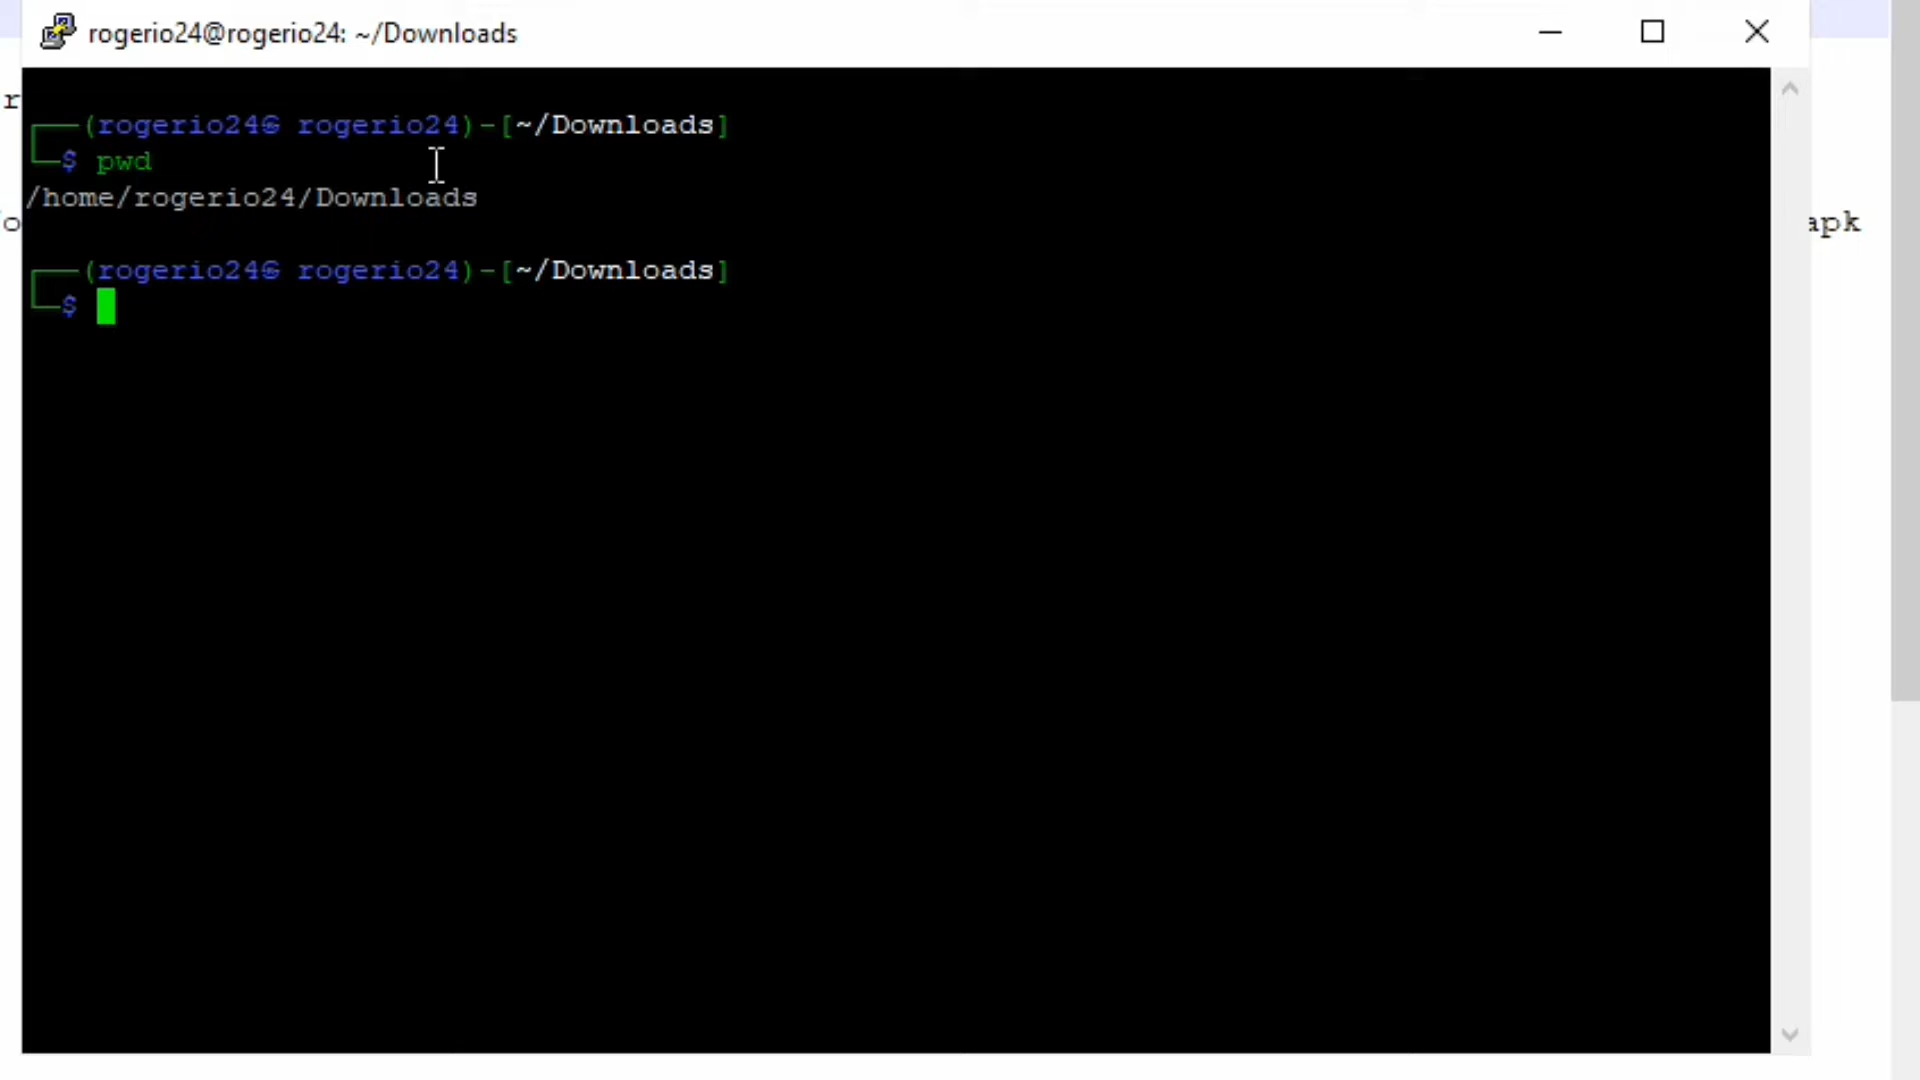 rogerio24@rogerio24: ~/Downloads
r
┌──(rogerio24㉿ rogerio24)-[~/Downloads]
└─$ pwd
/home/rogerio24/Downloads
o
apk
┌──(rogerio24㉿ rogerio24)-[~/Downloads]
└─$